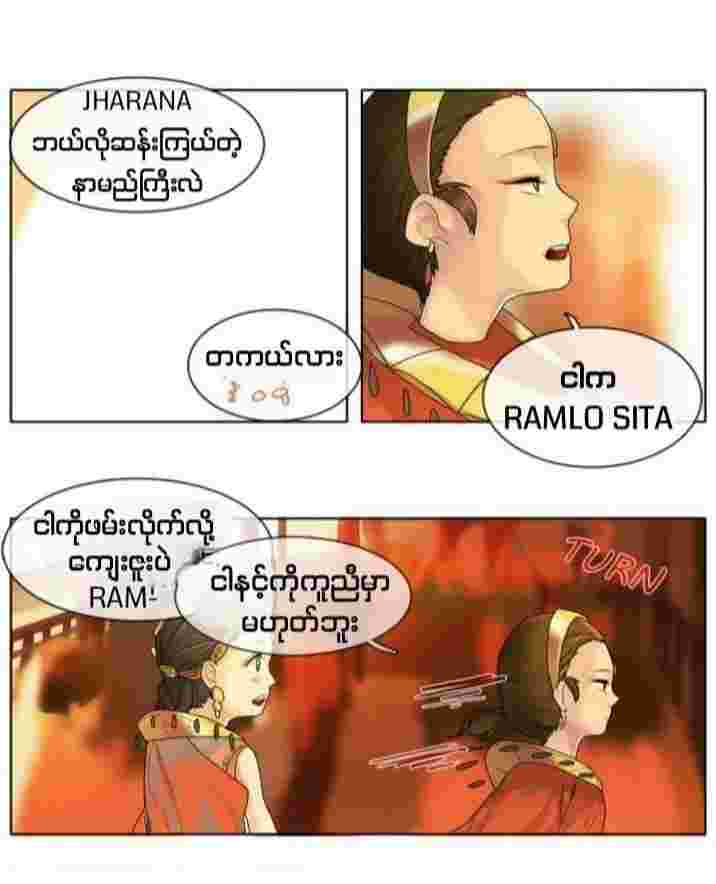 JHARANA
ဘယ်လိုဆန်းကြယ်တဲ့
နာမည်ကြီးလဲ
တကယ်လား
ငါက
RAMLO SITA
ငါ့ကိုဖမ်းလိုက်လို့
ကျေးဇူးပဲ
RAM-
ငါနင့်ကိုကူညီမှာ
မဟုတ်ဘူး
TURN